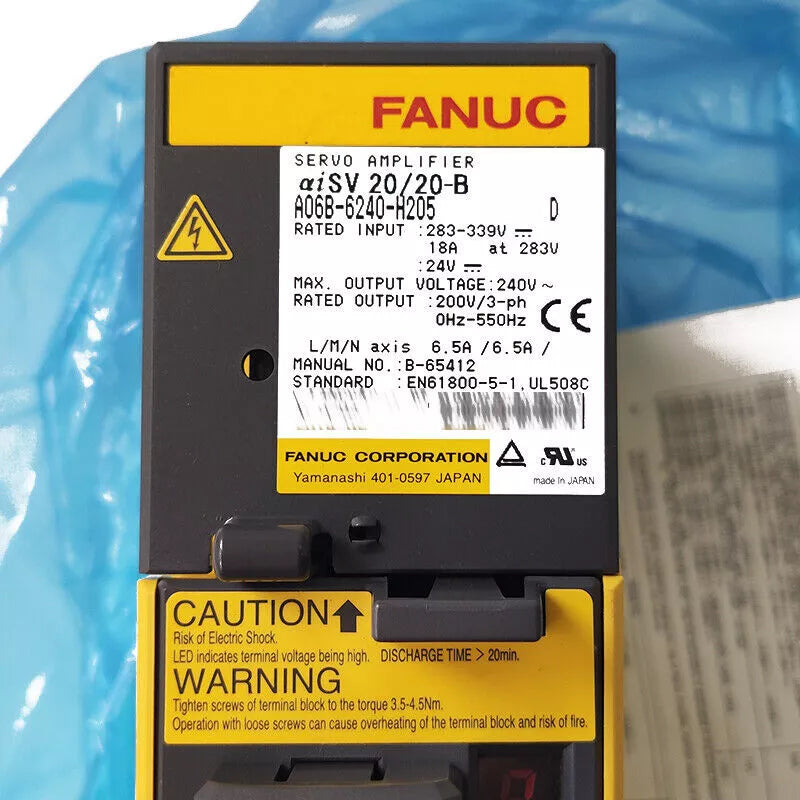 FANUC
SERVO AMPLIFIER
αiSV 20/20-B
A06B-6240-H205 D
RATED INPUT :283-339V
18A at 283V
:24V
MAX. OUTPUT VOLTAGE:240V~
RATED OUTPUT :200V/3-ph
0Hz-550Hz CE
L/M/N axis 6.5A /6.5A /
MANUAL NO.:B-65412
STANDARD :EN61800-5-1,UL508C
FANUC CORPORATION
Yamanashi 401-0597 JAPAN
c US
made in JAPAN
CAUTION
Risk of Electric Shock.
LED indicates terminal voltage being high. DISCHARGE TIME > 20min.
WARNING
Tighten screws of terminal block to the torque 3.5-4.5Nm.
Operation with loose screws can cause overheating of the terminal block and risk of fire.